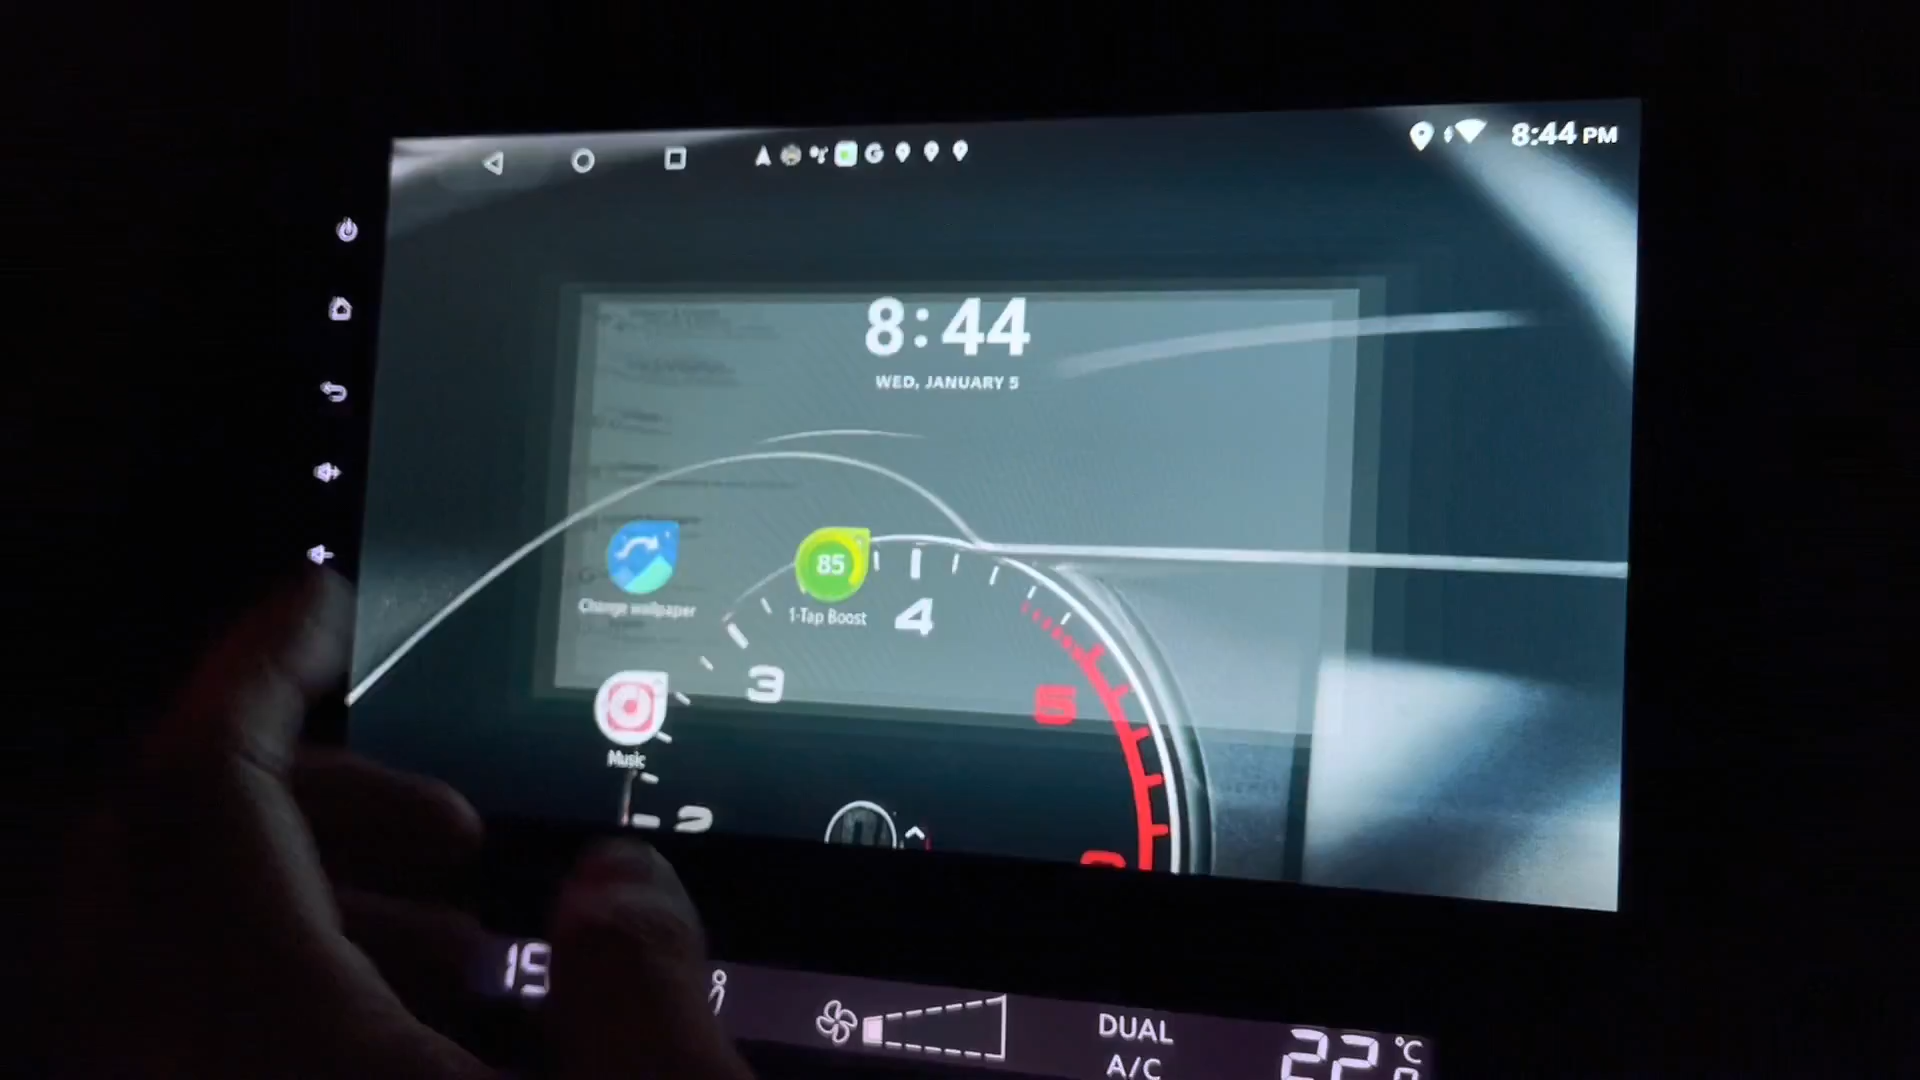 8:44 PM
8:44
WED, JANUARY 5
Change wallpaper
85
1-Tap Boost
4
3
5
Music
2
19
DUAL
A/C
22 °C